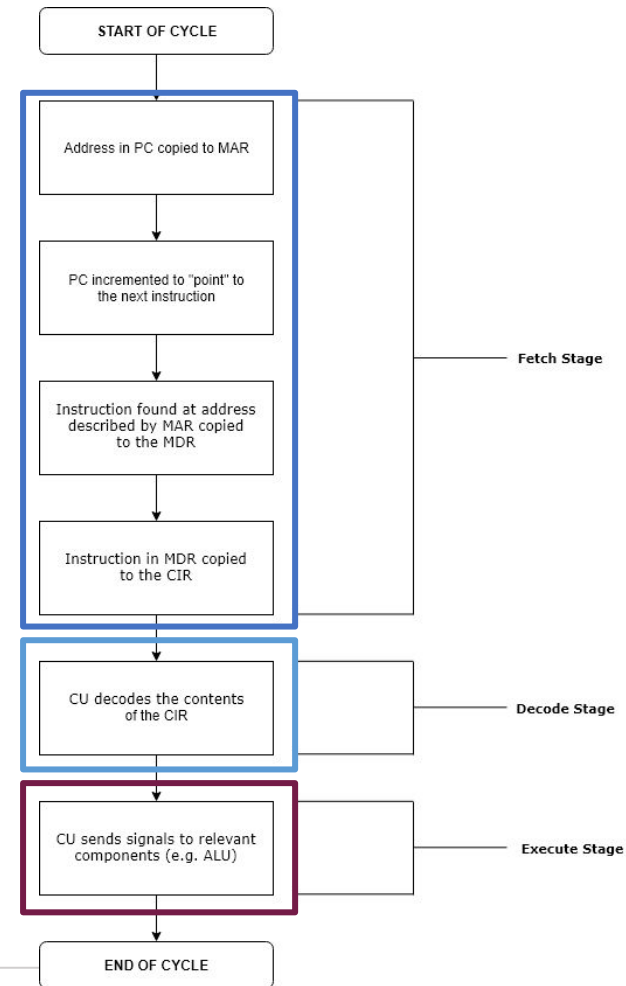 START OF CYCLE
Address in PC copied to MAR
PC incremented to "point" to
the next instruction
Fetch Stage
Instruction found at address
described by MAR copied
to the MDR
Instruction in MDR copied
to the CIR
CU decodes the contents
of the CIR
Decode Stage
CU sends signals to relevant
components (e.g. ALU)
Execute Stage
END OF CYCLE